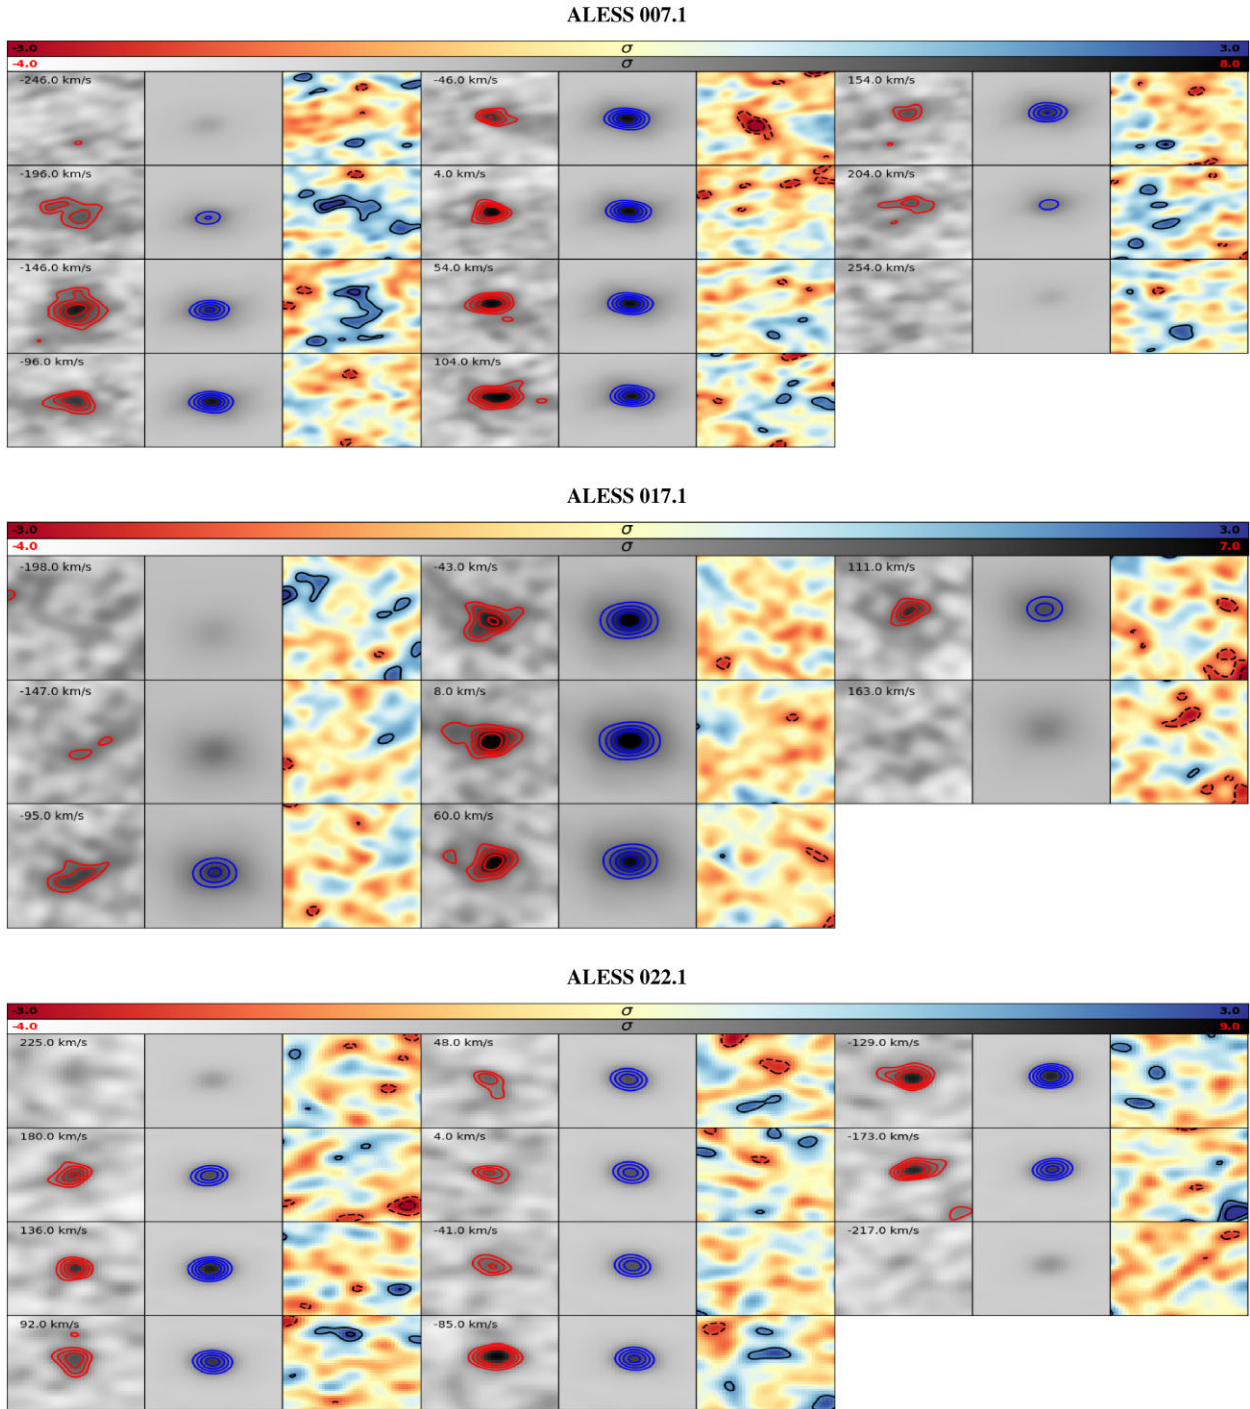 ALESS 007.1
-3.0 σ 3.0
-4.0 σ 8.0
-246.0 km/s -46.0 km/s 154.0 km/s
-196.0 km/s 4.0 km/s 204.0 km/s
-146.0 km/s 54.0 km/s 254.0 km/s
-96.0 km/s 104.0 km/s
ALESS 017.1
-3.0 σ 3.0
-4.0 σ 7.0
-198.0 km/s -43.0 km/s 111.0 km/s
-147.0 km/s 8.0 km/s 163.0 km/s
-95.0 km/s 60.0 km/s
ALESS 022.1
-3.0 σ 3.0
-4.0 σ 9.0
225.0 km/s 48.0 km/s -129.0 km/s
180.0 km/s 4.0 km/s -173.0 km/s
136.0 km/s -41.0 km/s -217.0 km/s
92.0 km/s -85.0 km/s